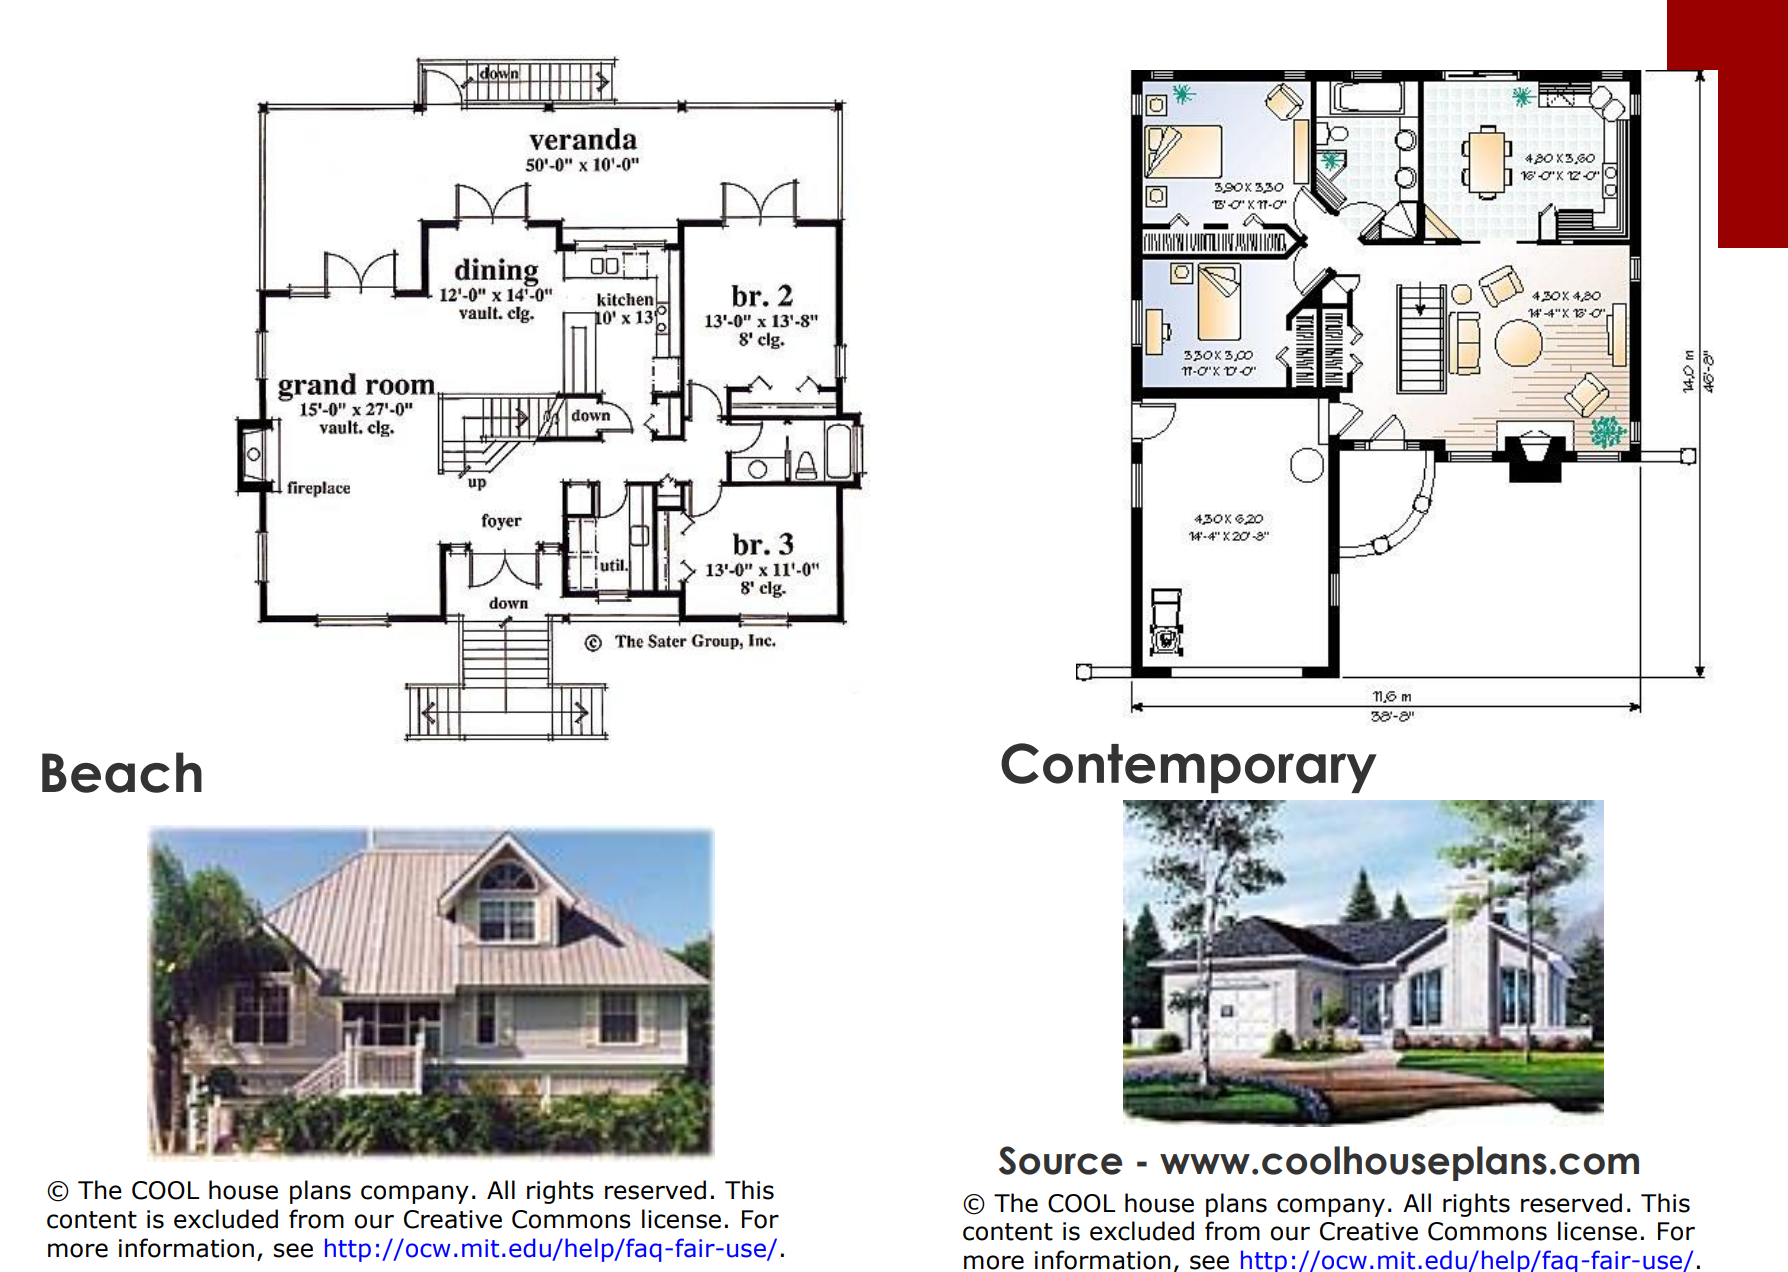 down
veranda
50'-0" x 10'-0"
dining
12'-0" x 14'-0"
vault. clg.
kitchen
10' x 13'
br. 2
13'-0" x 13'-8"
8' clg.
grand room
15'-0" x 27'-0"
vault. clg.
down
up
fireplace
foyer
util.
br. 3
13'-0" x 11'-0"
8' clg.
down
© The Sater Group, Inc.
Beach
© The COOL house plans company. All rights reserved. This
content is excluded from our Creative Commons license. For
more information, see http://ocw.mit.edu/help/faq-fair-use/.
3,90 X 3,30
13'-0" X 11'-0"
4,80 X 3,60
16'-0" X 12'-0"
4,30 X 4,80
14'-4" X 16'-0"
3,30 X 3,00
11'-0" X 10'-0"
4,30 X 6,20
14'-4" X 20'-8"
14,0 m
46'-8"
11,6 m
38'-8"
Contemporary
Source - www.coolhouseplans.com
© The COOL house plans company. All rights reserved. This
content is excluded from our Creative Commons license. For
more information, see http://ocw.mit.edu/help/faq-fair-use/.